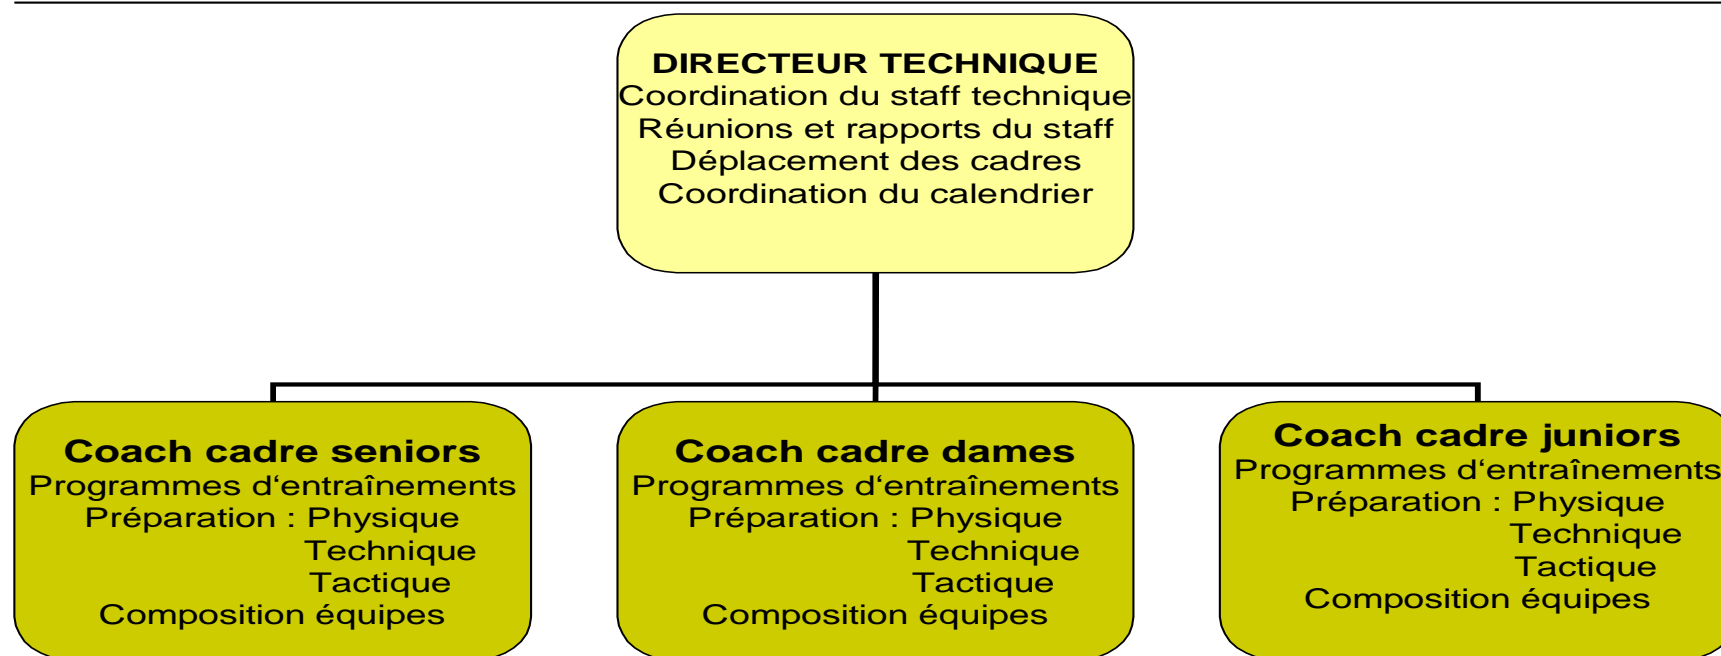 DIRECTEUR TECHNIQUE
Coordination du staff technique
Réunions et rapports du staff
Déplacement des cadres
Coordination du calendrier
Coach cadre seniors
Programmes d‘entraînements
Préparation : Physique
Technique
Tactique
Composition équipes
Coach cadre dames
Programmes d‘entraînements
Préparation : Physique
Technique
Tactique
Composition équipes
Coach cadre juniors
Programmes d‘entraînements
Préparation : Physique
Technique
Tactique
Composition équipes